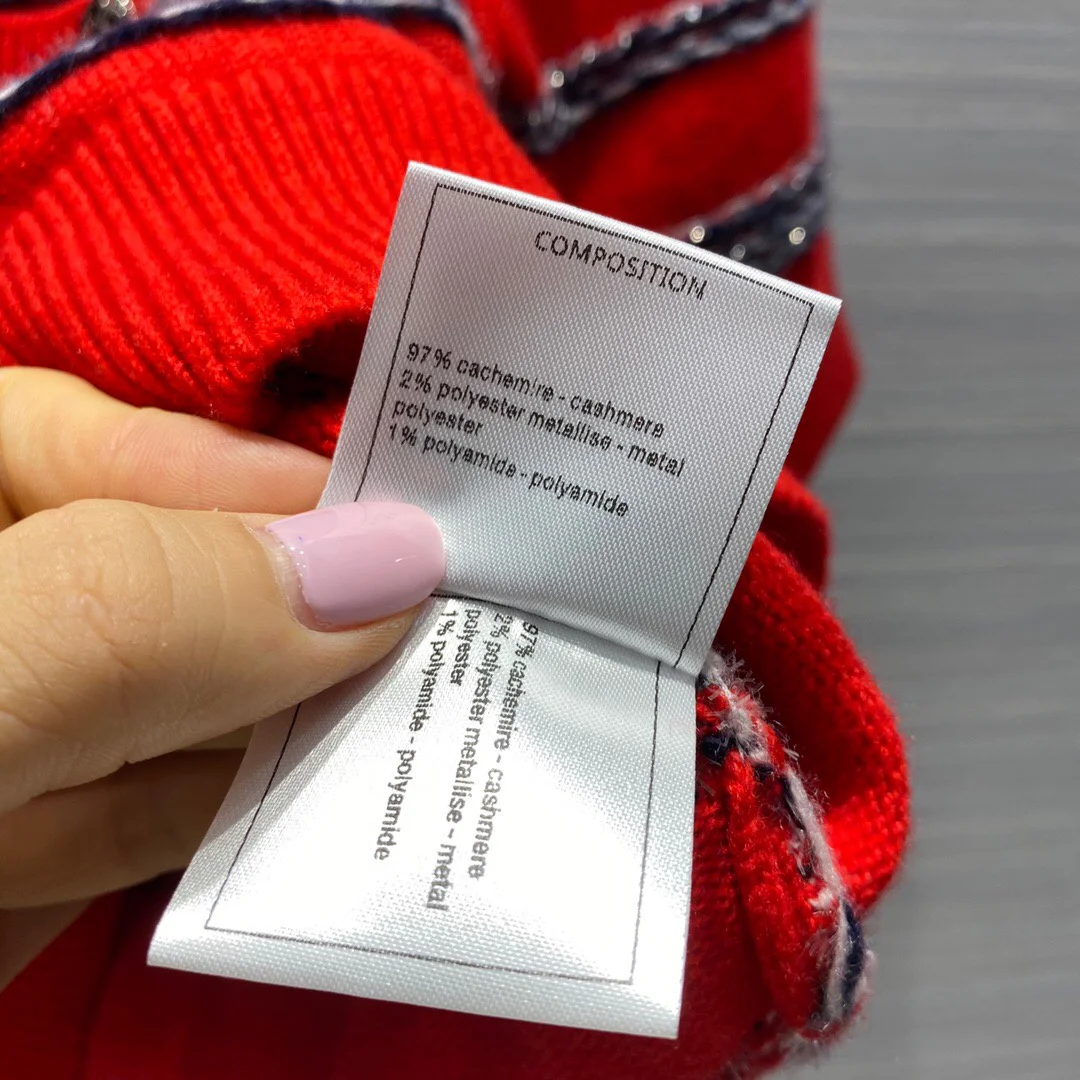 COMPOSITION
97% cachemire - cashmere
2% polyester metallise - metal
polyester
1% polyamide - polyamide
97% cachemire - cashmere
2% polyester metallise - metal
polyester
1% polyamide - polyamide